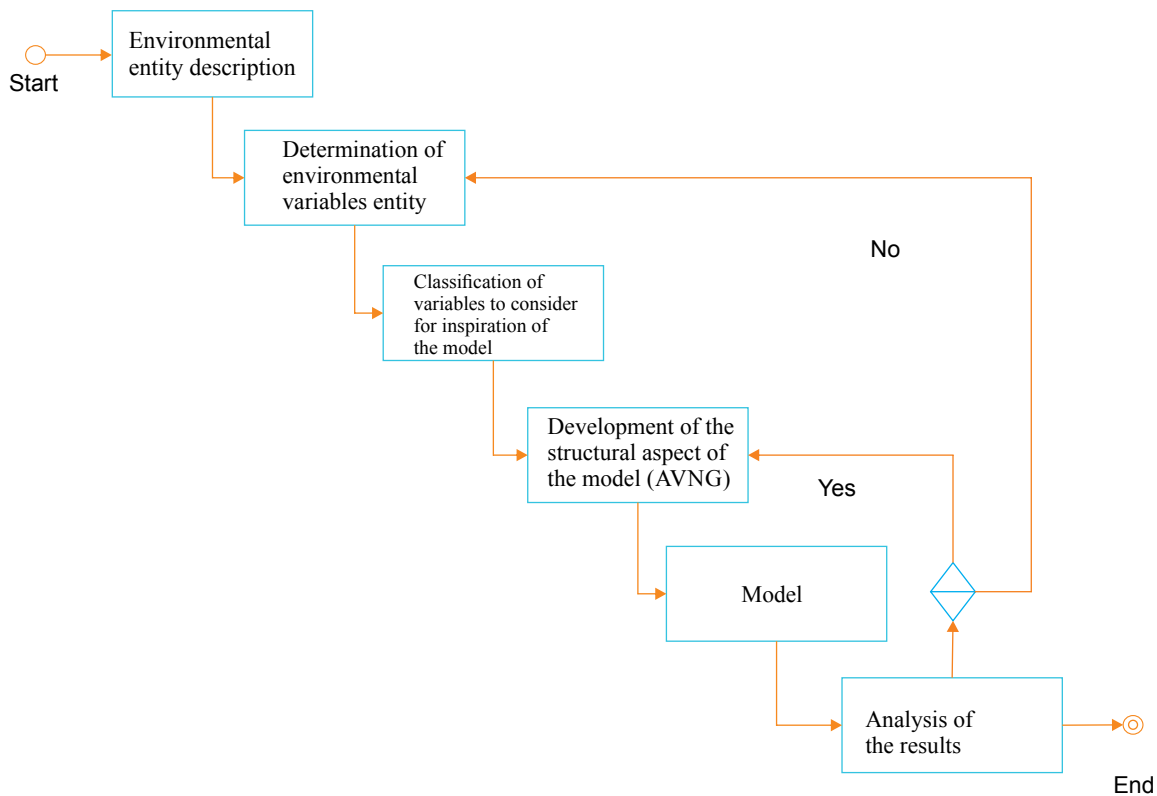 Environmental
entity description
Start
Determination of
environmental
variables entity
No
Classification of
variables to consider
for inspiration of
the model
Development of the
structural aspect of
the model (AVNG)
Yes
Model
Analysis of
the results
End